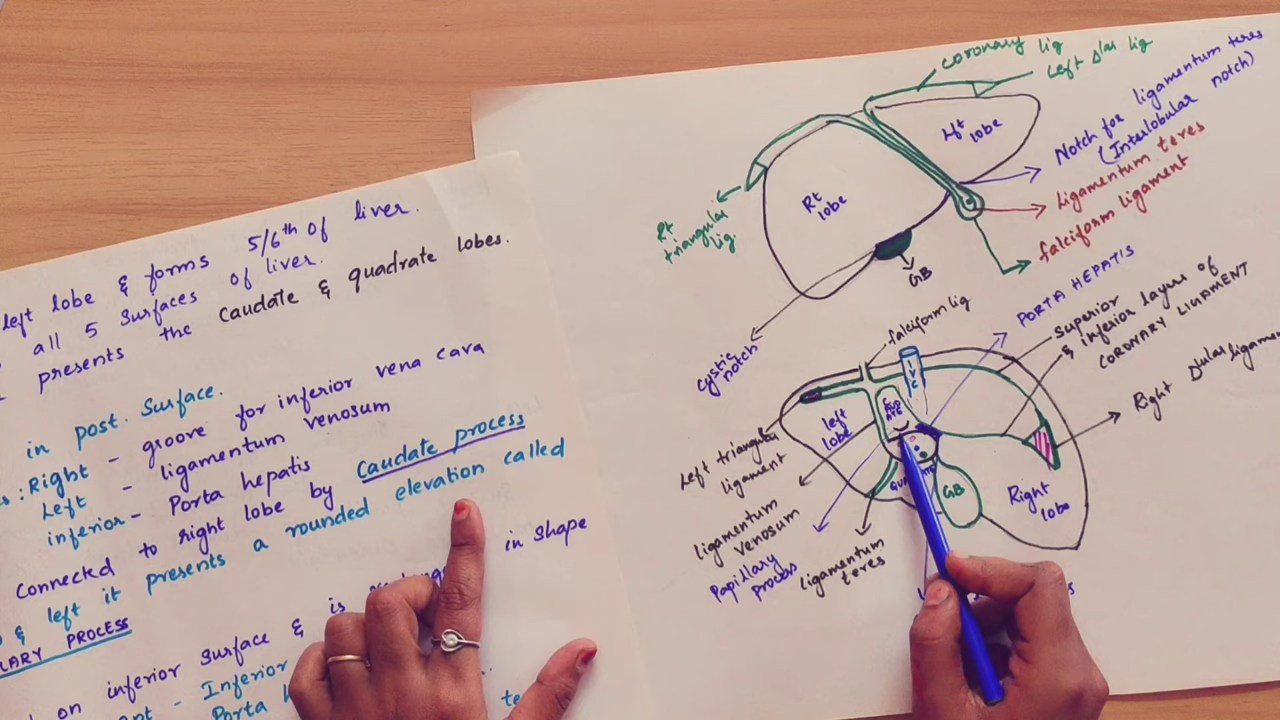 left lobe & forms 5/6th of liver.
all 5 surfaces of liver.
presents the caudate & quadrate lobes.
in post. Surface.
: Right - groove for inferior vena cava
Left - ligamentum venosum
inferior - Porta hepatis
Connected to right lobe by Caudate process
& left it presents a rounded elevation called
LARY PROCESS
on inferior surface & is in shape
- Inferior
Porta
coronary lig
Left Δlar lig
Notch for ligamentum teres
(Interlobular notch)
Ligamentum teres
falciform ligament
Lft lobe
Rt lobe
Rt triangular lig.
GB
cystic notch
falciform lig
PORTA HEPATIS
Superior
& inferior layers of
CORONARY LIGAMENT
Right Δular ligamen
IVC
left lobe
GB
Right lobe
Left triangular ligament
ligamentum venosum
Papillary process
ligamentum teres